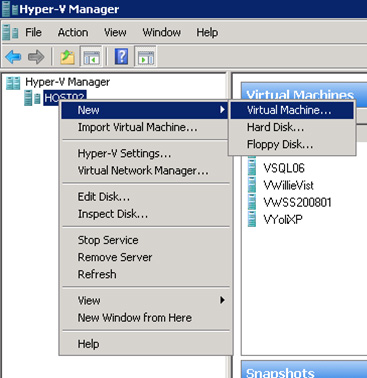 Hyper-V Manager
File Action View Window Help
Hyper-V Manager
HOST02
Virtual Machines
New
Import Virtual Machine...
Hyper-V Settings...
Virtual Network Manager...
Edit Disk...
Inspect Disk...
Stop Service
Remove Server
Refresh
View
New Window from Here
Help
Virtual Machine...
Hard Disk...
Floppy Disk...
VSQL06
VWillieVist
VWSS200801
VYoliXP
Snapshots